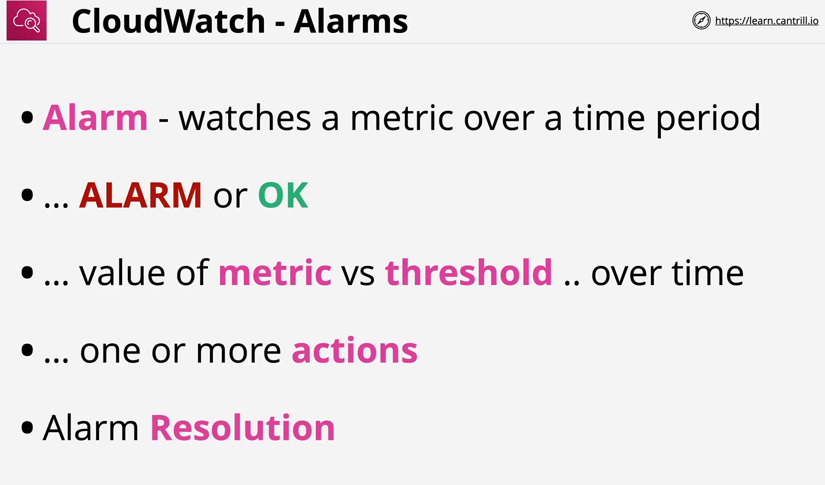 CloudWatch - Alarms
https://learn.cantrill.io
• Alarm - watches a metric over a time period
• ... ALARM or OK
• ... value of metric vs threshold .. over time
• ... one or more actions
• Alarm Resolution